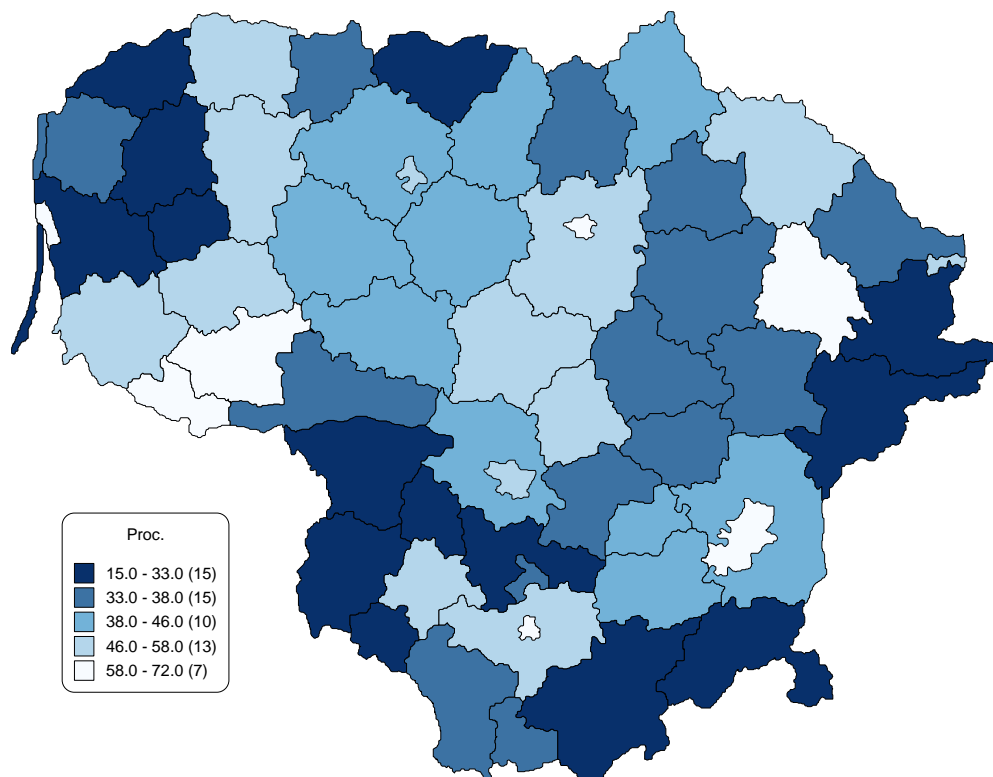 Proc.
15.0 - 33.0 (15)
33.0 - 38.0 (15)
38.0 - 46.0 (10)
46.0 - 58.0 (13)
58.0 - 72.0 (7)